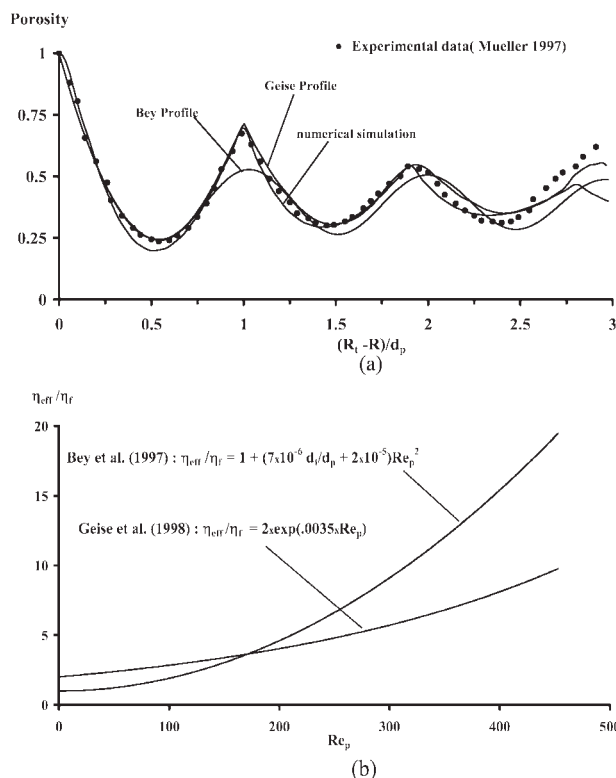 Porosity
• Experimental data( Mueller 1997)
Geise Profile
Bey Profile
numerical simulation
1
0.75
0.5
0.25
0
0 0.5 1 1.5 2 2.5 3
(Rt -R)/dp
(a)
ηeff/ηf
20
Bey et al. (1997) : ηeff /ηf = 1 + (7x10-6 dt/dp + 2x10-5)Rep2
Geise et al. (1998) : ηeff/ηf = 2xexp(.0035xRep)
15
10
5
0
0 100 200 300 400 500
Rep
(b)